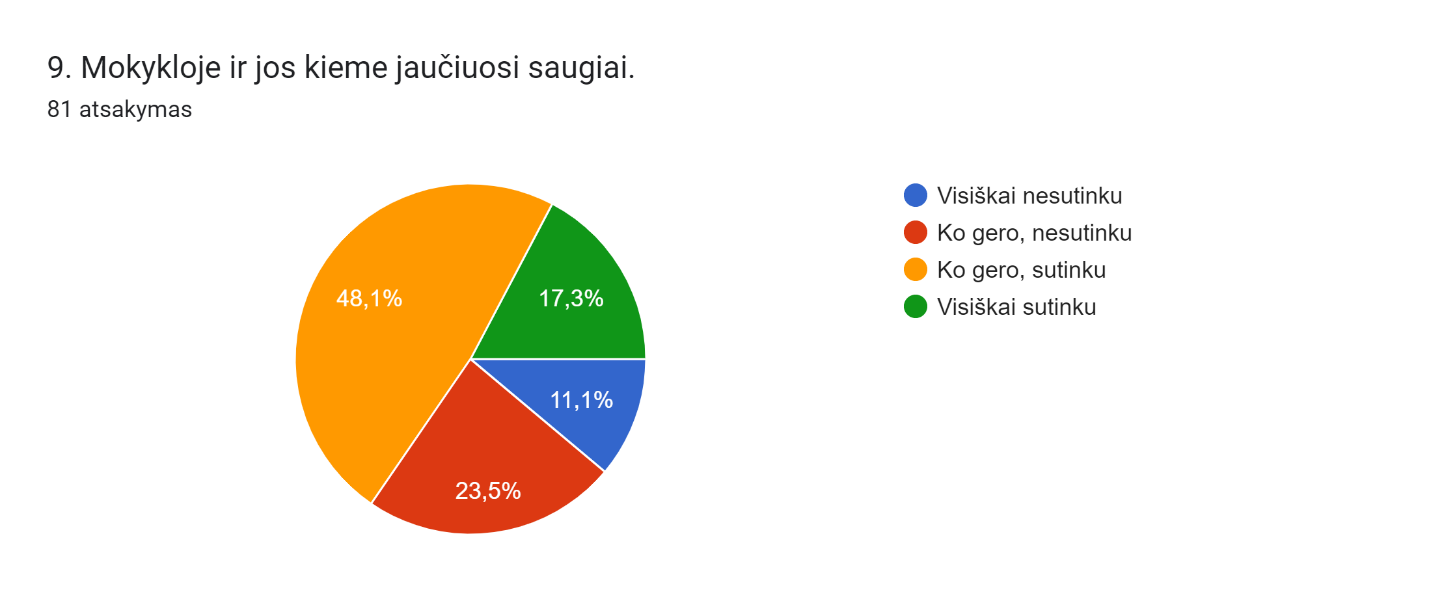 9. Mokykloje ir jos kieme jaučiuosi saugiai.
81 atsakymas
Visiškai nesutinku
Ko gero, nesutinku
Ko gero, sutinku
Visiškai sutinku
48,1%
17,3%
11,1%
23,5%